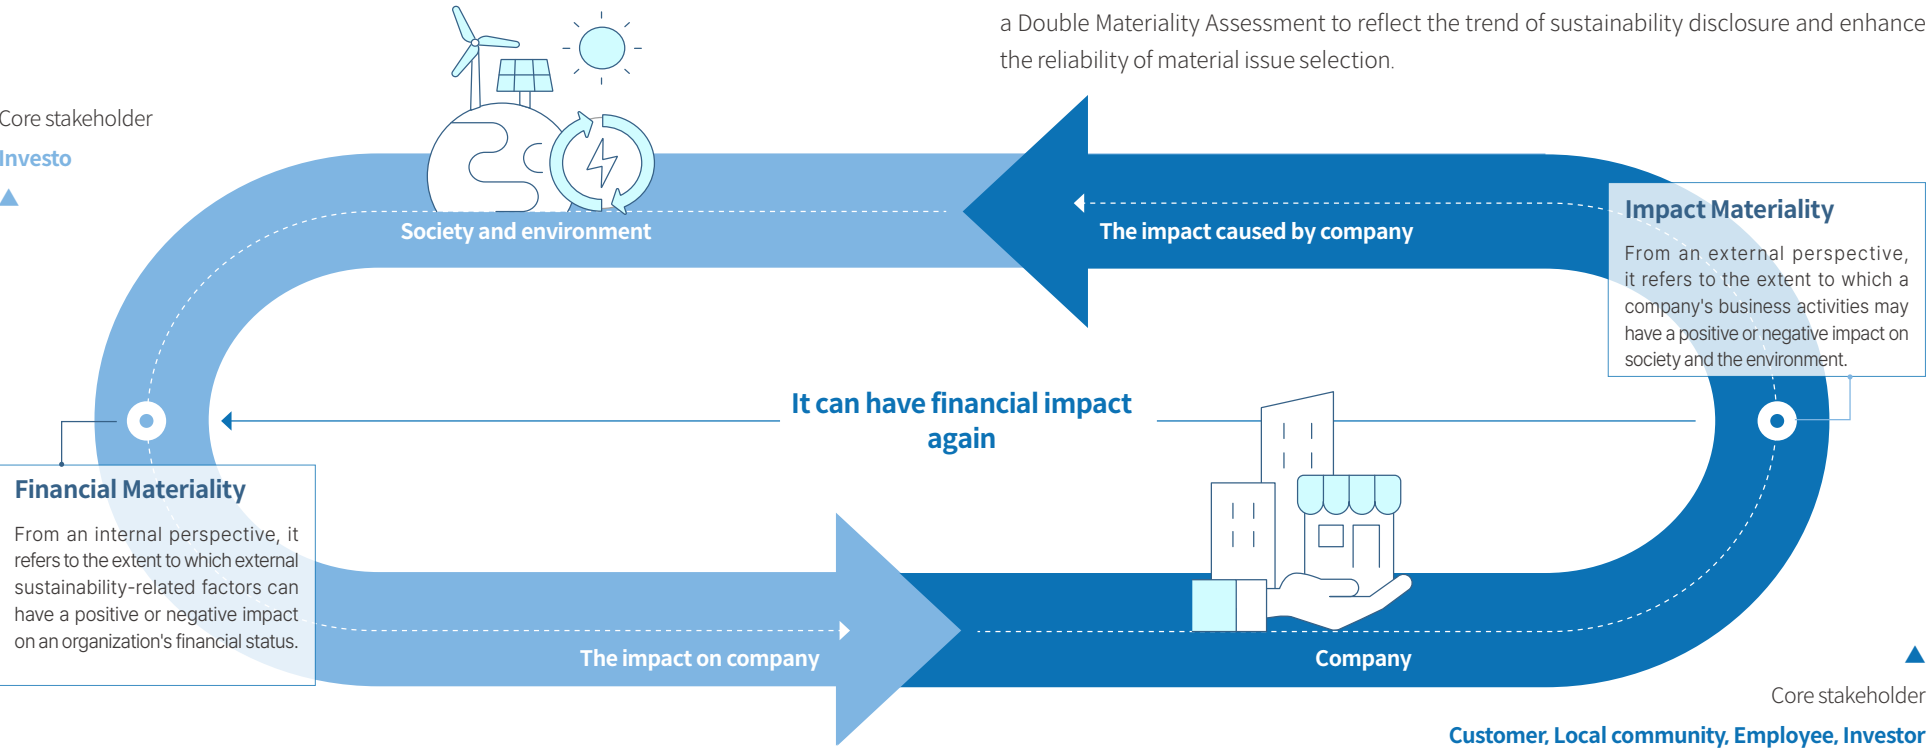 a Double Materiality Assessment to reflect the trend of sustainability disclosure and enhance
the reliability of material issue selection.
Core stakeholder
Investo
Society and environment
The impact caused by company
Impact Materiality
From an external perspective,
it refers to the extent to which a
company's business activities may
have a positive or negative impact on
society and the environment.
It can have financial impact
again
Financial Materiality
From an internal perspective, it
refers to the extent to which external
sustainability-related factors can
have a positive or negative impact
on an organization's financial status.
The impact on company
Company
Core stakeholder
Customer, Local community, Employee, Investor